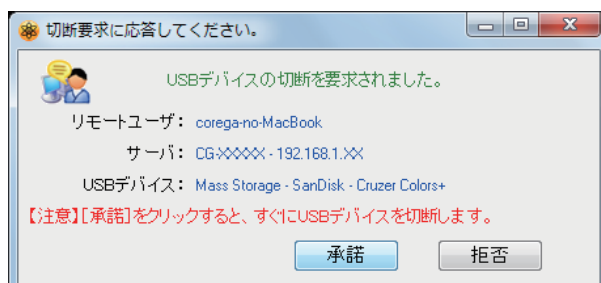 切断要求に応答してください。
USBデバイスの切断を要求されました。
リモートユーザ： corega-no-MacBook
サーバ： CG-XXXXX - 192.168.1.XX
USBデバイス： Mass Storage - SanDisk - Cruzer Colors+
【注意】[承諾]をクリックすると、すぐにUSBデバイスを切断します。
承諾 拒否